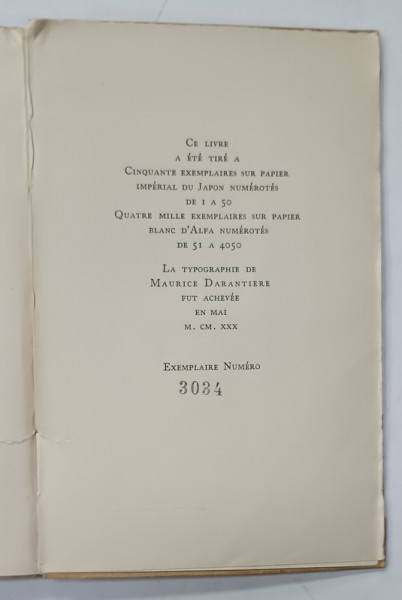 Ce livre
a été tiré a
Cinquante exemplaires sur papier
impérial du Japon numérotés
de 1 a 50
Quatre mille exemplaires sur papier
blanc d'Alfa numérotés
de 51 a 4050
La typographie de
Maurice Darantiere
fut achevée
en mai
m. cm. xxx
Exemplaire Numéro
3034